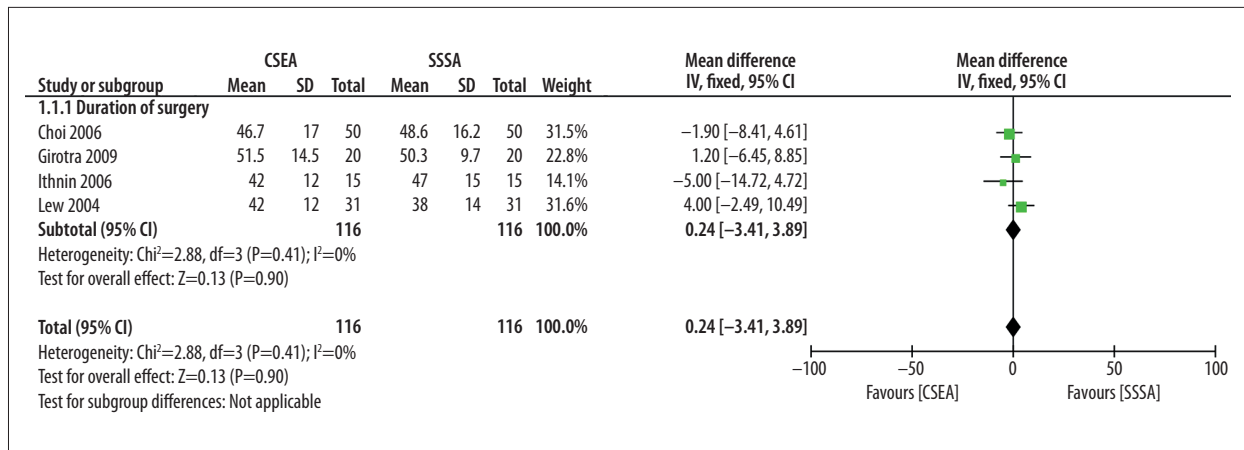 CSEA SSSA Mean difference Mean difference
Study or subgroup Mean SD Total Mean SD Total Weight IV, fixed, 95% CI IV, fixed, 95% CI
1.1.1 Duration of surgery
Choi 2006 46.7 17 50 48.6 16.2 50 31.5% −1.90 [−8.41, 4.61]
Girotra 2009 51.5 14.5 20 50.3 9.7 20 22.8% 1.20 [−6.45, 8.85]
Ithnin 2006 42 12 15 47 15 15 14.1% −5.00 [−14.72, 4.72]
Lew 2004 42 12 31 38 14 31 31.6% 4.00 [−2.49, 10.49]
Subtotal (95% CI) 116 116 100.0% 0.24 [−3.41, 3.89]
Heterogeneity: Chi²=2.88, df=3 (P=0.41); I²=0%
Test for overall effect: Z=0.13 (P=0.90)
Total (95% CI) 116 116 100.0% 0.24 [−3.41, 3.89]
Heterogeneity: Chi²=2.88, df=3 (P=0.41); I²=0%
Test for overall effect: Z=0.13 (P=0.90)
Test for subgroup differences: Not applicable
−100 −50 0 50 100
Favours [CSEA] Favours [SSSA]